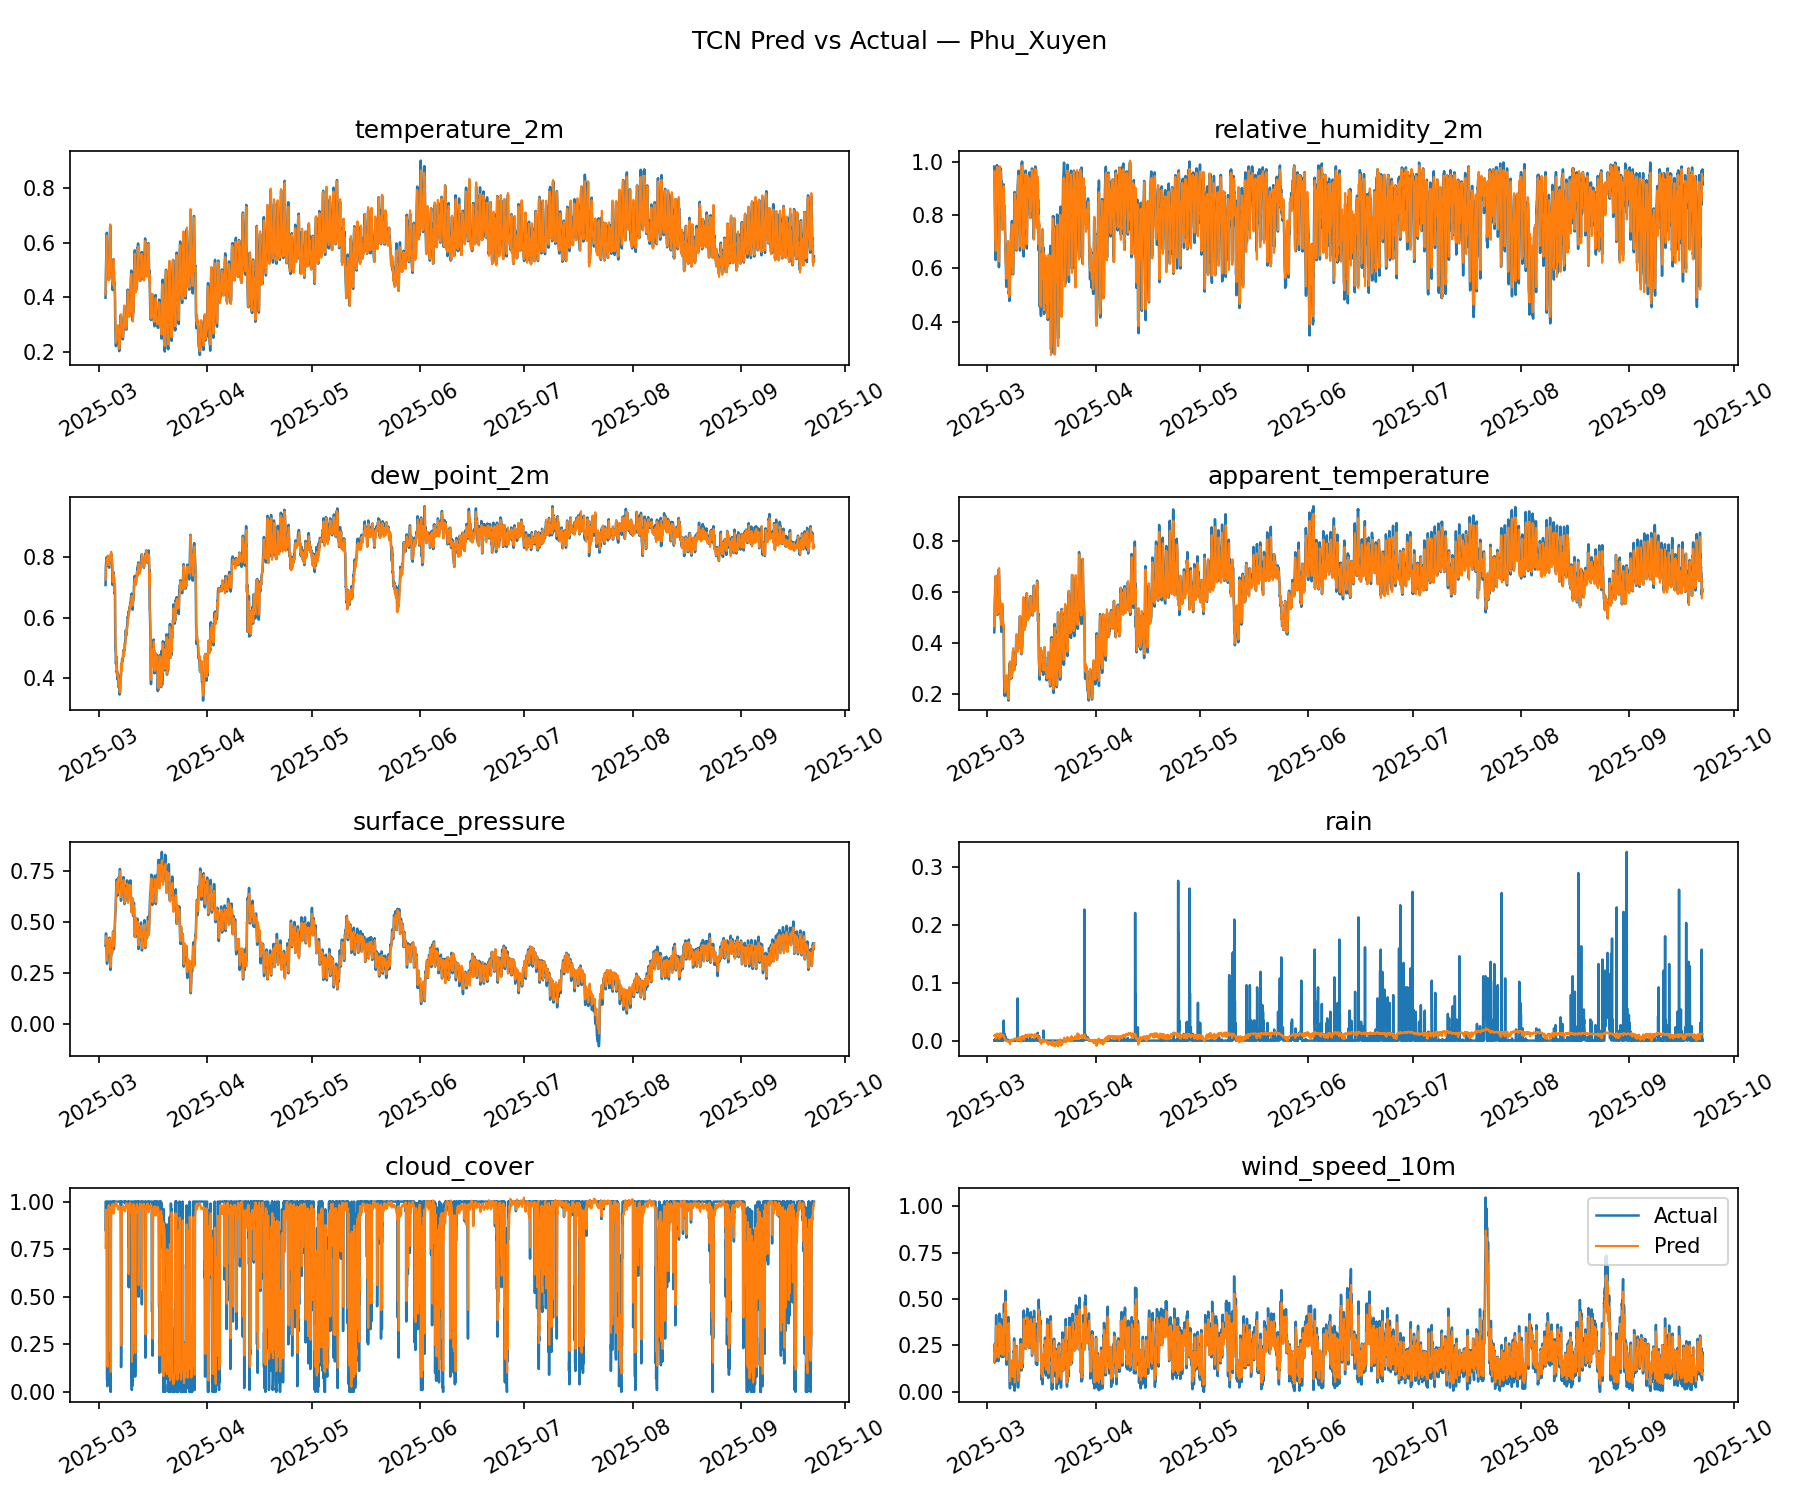 TCN Pred vs Actual — Phu_Xuyen
temperature_2m
0.8
0.6
0.4
0.2
2025-03 2025-04 2025-05 2025-06 2025-07 2025-08 2025-09 2025-10
relative_humidity_2m
1.0
0.8
0.6
0.4
2025-03 2025-04 2025-05 2025-06 2025-07 2025-08 2025-09 2025-10
dew_point_2m
0.8
0.6
0.4
2025-03 2025-04 2025-05 2025-06 2025-07 2025-08 2025-09 2025-10
apparent_temperature
0.8
0.6
0.4
0.2
2025-03 2025-04 2025-05 2025-06 2025-07 2025-08 2025-09 2025-10
surface_pressure
0.75
0.50
0.25
0.00
2025-03 2025-04 2025-05 2025-06 2025-07 2025-08 2025-09 2025-10
rain
0.3
0.2
0.1
0.0
2025-03 2025-04 2025-05 2025-06 2025-07 2025-08 2025-09 2025-10
cloud_cover
1.00
0.75
0.50
0.25
0.00
2025-03 2025-04 2025-05 2025-06 2025-07 2025-08 2025-09 2025-10
wind_speed_10m
1.00
0.75
0.50
0.25
0.00
Actual
Pred
2025-03 2025-04 2025-05 2025-06 2025-07 2025-08 2025-09 2025-10